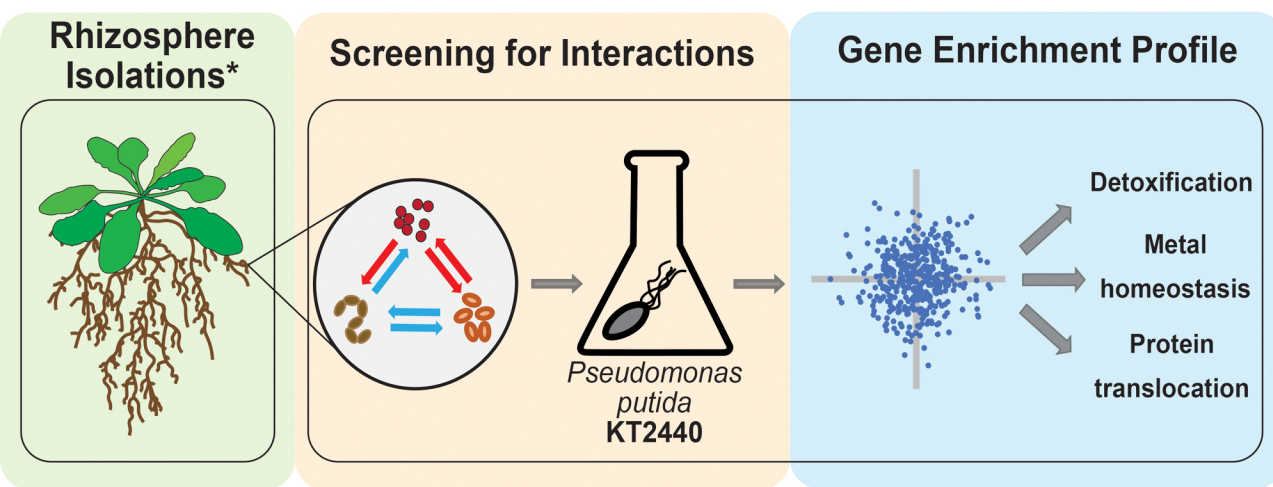 Rhizosphere
Isolations*
Screening for Interactions
Gene Enrichment Profile
Pseudomonas
putida
KT2440
Detoxification
Metal
homeostasis
Protein
translocation